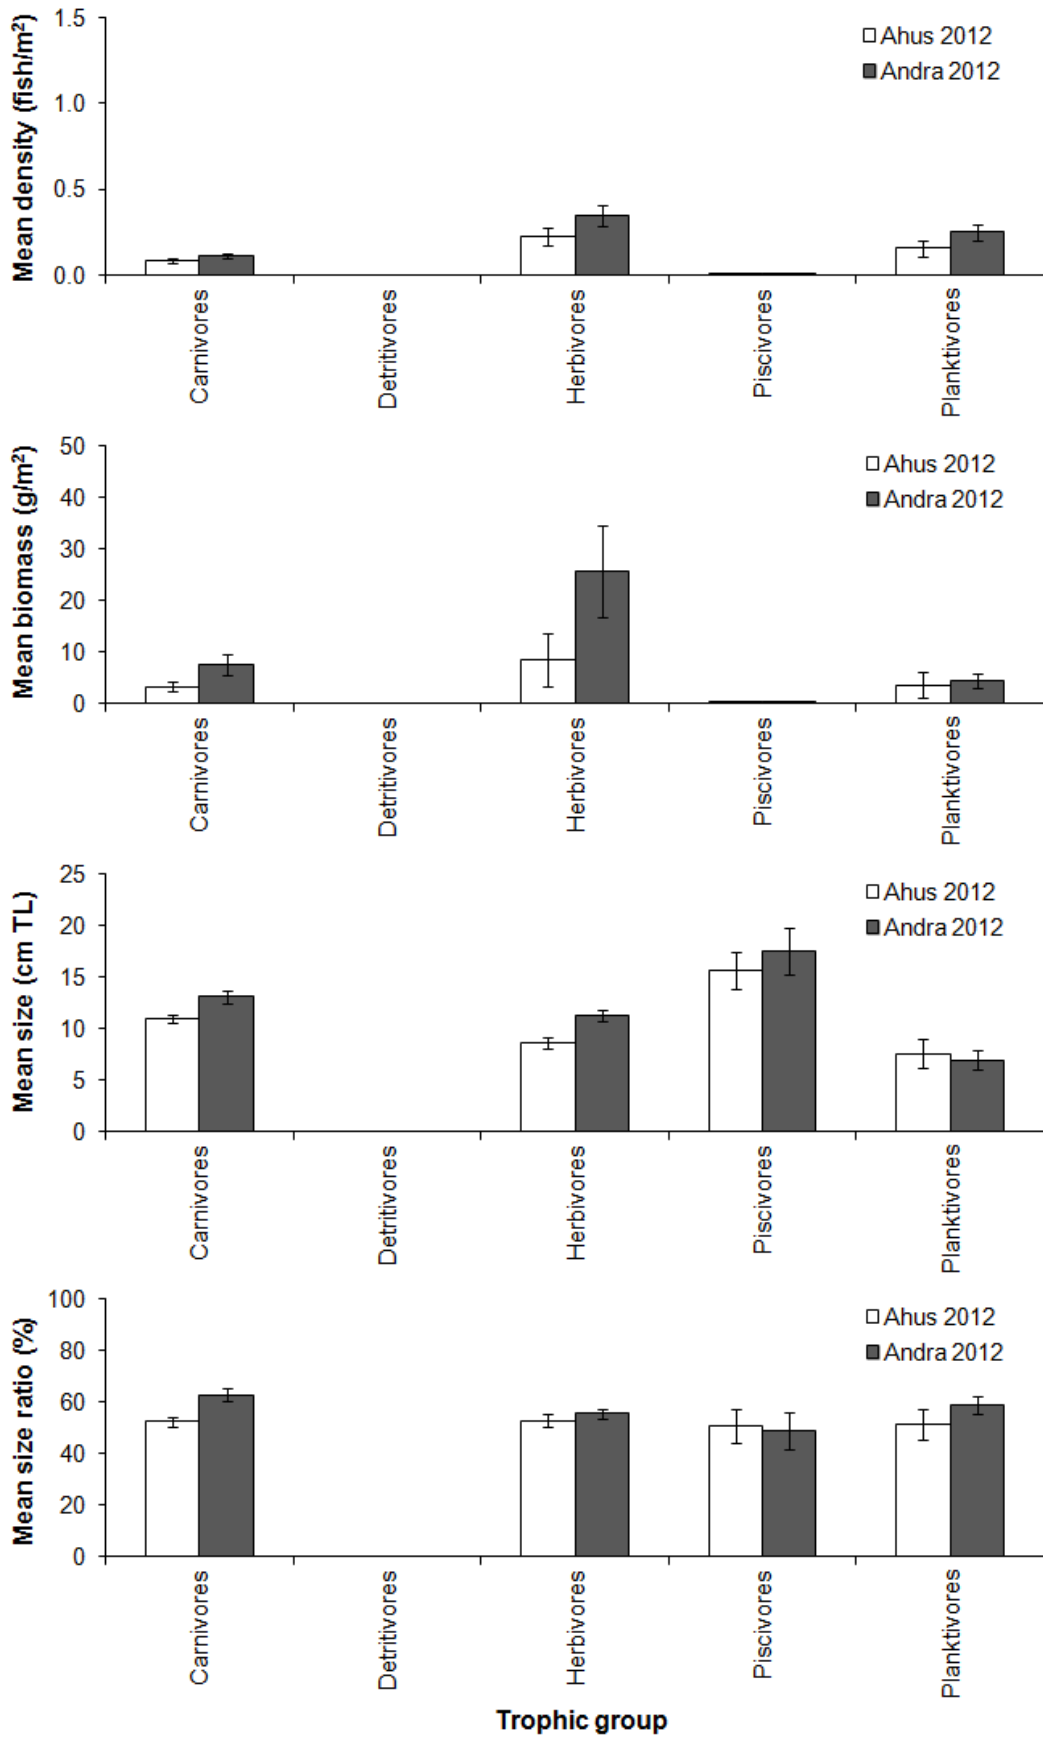 Mean density (fish/m²)
1.5
1.0
0.5
0.0
Ahus 2012
Andra 2012
Carnivores
Detritivores
Herbivores
Piscivores
Planktivores
Mean biomass (g/m²)
50
40
30
20
10
0
Ahus 2012
Andra 2012
Carnivores
Detritivores
Herbivores
Piscivores
Planktivores
Mean size (cm TL)
25
20
15
10
5
0
Ahus 2012
Andra 2012
Carnivores
Detritivores
Herbivores
Piscivores
Planktivores
Mean size ratio (%)
100
80
60
40
20
0
Ahus 2012
Andra 2012
Carnivores
Detritivores
Herbivores
Piscivores
Planktivores
Trophic group